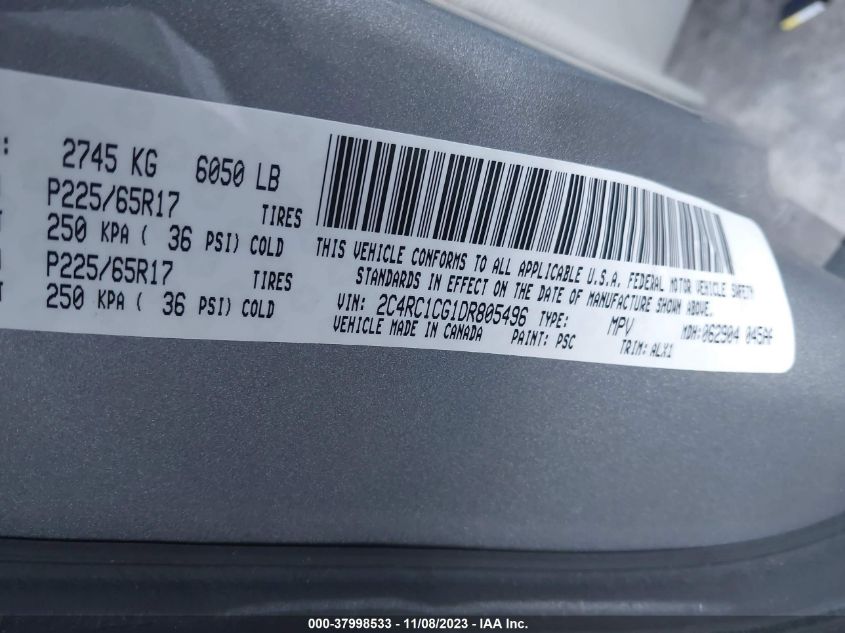 2745 KG 6050 LB
P225/65R17 TIRES
250 KPA ( 36 PSI) COLD
P225/65R17 TIRES
250 KPA ( 36 PSI) COLD
THIS VEHICLE CONFORMS TO ALL APPLICABLE U.S.A. FEDERAL MOTOR VEHICLE SAFETY
STANDARDS IN EFFECT ON THE DATE OF MANUFACTURE SHOWN ABOVE.
VIN: 2C4RC1CG1DR805496 TYPE: MPV MDH: 062904 045AA
VEHICLE MADE IN CANADA PAINT: PSC TRIM: ALX1
000-37998533 - 11/08/2023 - IAA Inc.